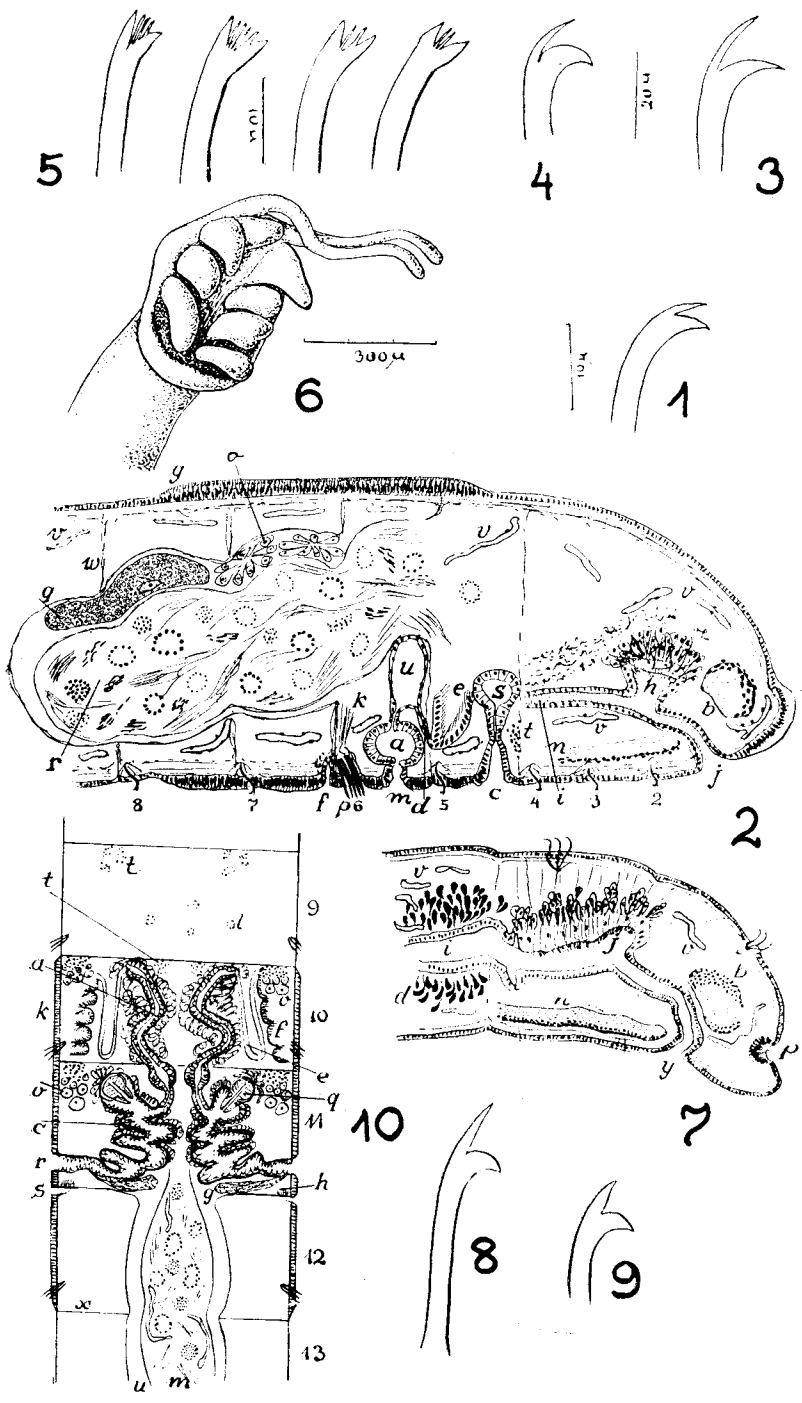 5
10 μ
4
20 μ
3
6
300 μ
10 μ
1
o
y
v
w
q
v
v
u
e
s
h
b
k
a
t
m
v
r
8
7
f
p
6
m
d
5
c
4
i
3
2
j
2
t
t
l
9
a
k
c
f
10
e
v
q
c
11
r
s
g
h
10
12
x
13
u
m
v
i
f
v
b
d
n
p
y
7
8
9